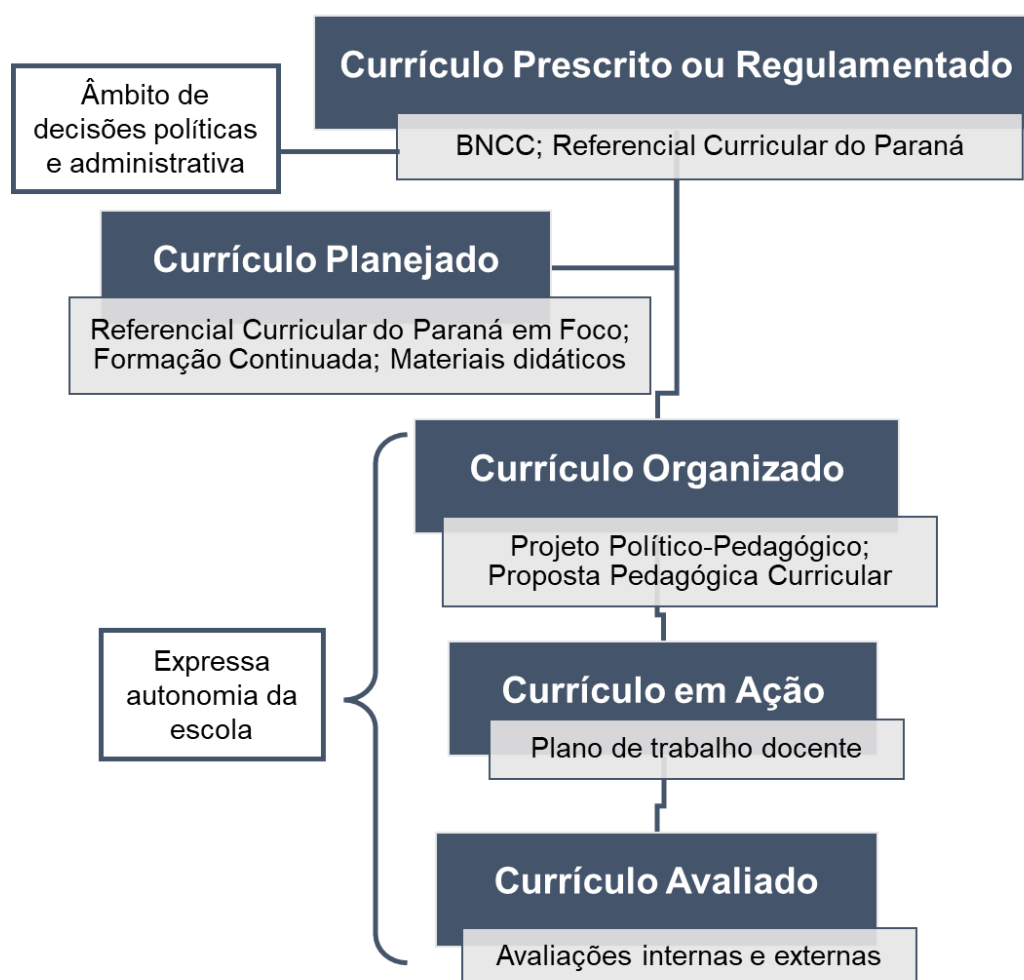 Currículo Prescrito ou Regulamentado
BNCC; Referencial Curricular do Paraná
Âmbito de
decisões políticas
e administrativa
Currículo Planejado
Referencial Curricular do Paraná em Foco;
Formação Continuada; Materiais didáticos
Currículo Organizado
Projeto Político-Pedagógico;
Proposta Pedagógica Curricular
Expressa
autonomia da
escola
Currículo em Ação
Plano de trabalho docente
Currículo Avaliado
Avaliações internas e externas